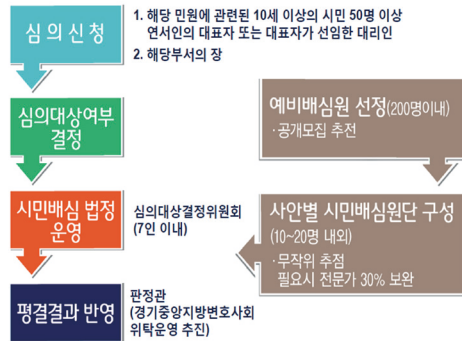 심의신청
1. 해당 민원에 관련된 10세 이상의 시민 50명 이상
연서인의 대표자 또는 대표자가 선임한 대리인
2. 해당부서의 장
심의대상여부
결정
시민배심 법정
운영
심의대상결정위원회
(7인 이내)
평결결과 반영
판정관
(경기중앙지방변호사회
위탁운영 추진)
예비배심원 선정(200명이내)
·공개모집 추전
사안별 시민배심원단 구성
(10~20명 내외)
·무작위 추점
필요시 전문가 30% 보완